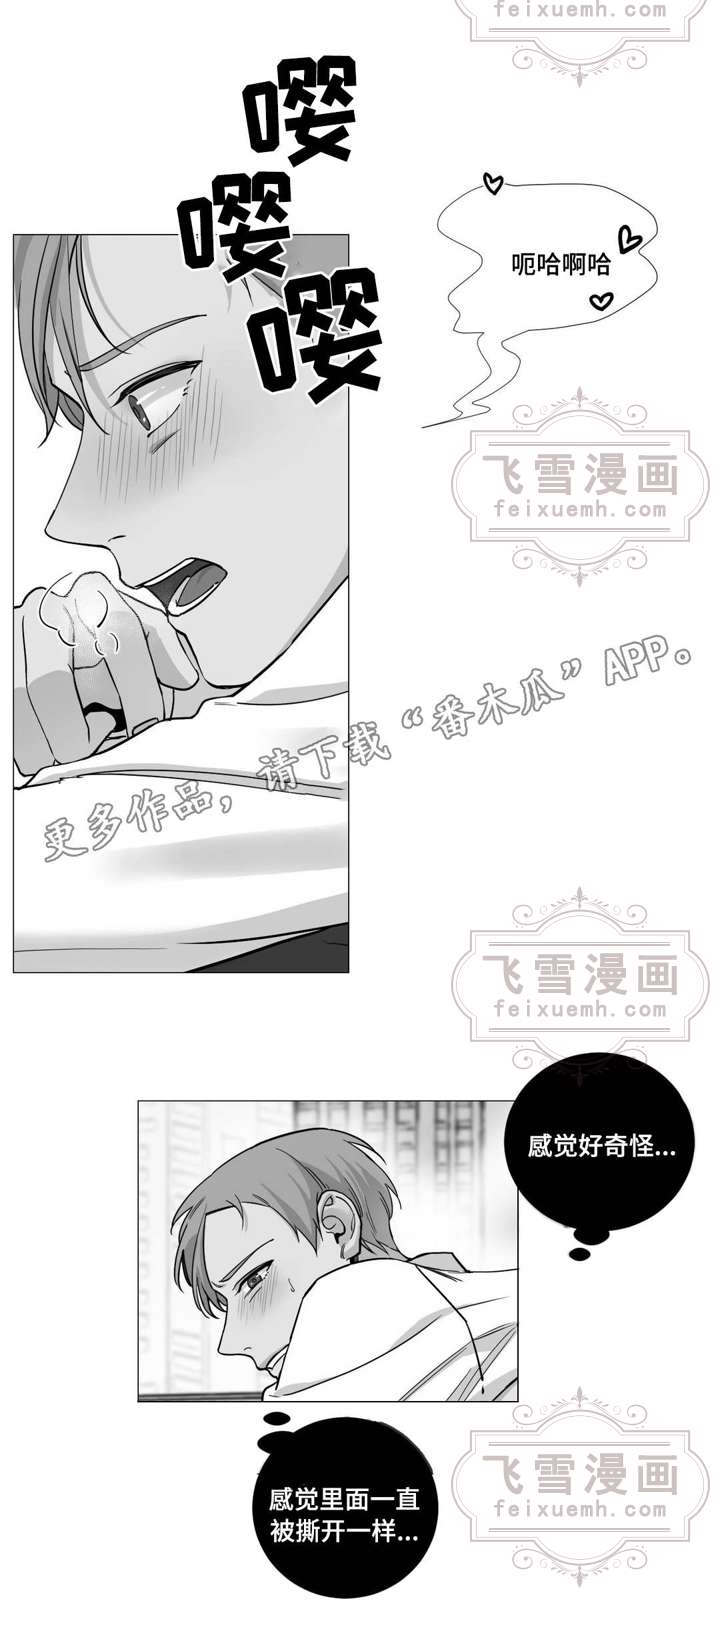 feixuemh.com
嘤
嘤
嘤
呃哈啊哈
飞雪漫画
feixuemh.com
更多作品，请下载“番木瓜”APP。
飞雪漫画
feixuemh.com
感觉好奇怪...
飞雪漫画
feixuemh.com
感觉里面一直
被撕开一样...